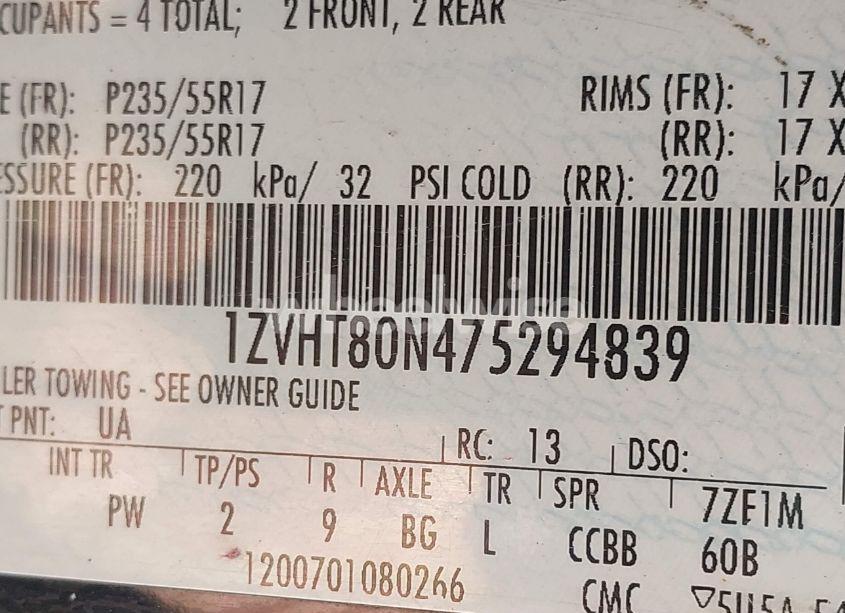 CUPANTS = 4 TOTAL; 2 FRONT, 2 REAR
E (FR): P235/55R17 RIMS (FR): 17 X
(RR): P235/55R17 (RR): 17 X
ESSURE (FR): 220 kPa/ 32 PSI COLD (RR): 220 kPa/
1ZVHT80N475294839
LER TOWING - SEE OWNER GUIDE
T PNT: UA RC: 13 DSO:
INT TR TP/PS R AXLE TR SPR 7ZF1M
PW 2 9 BG L CCBB 60B
1200701080266 CMC